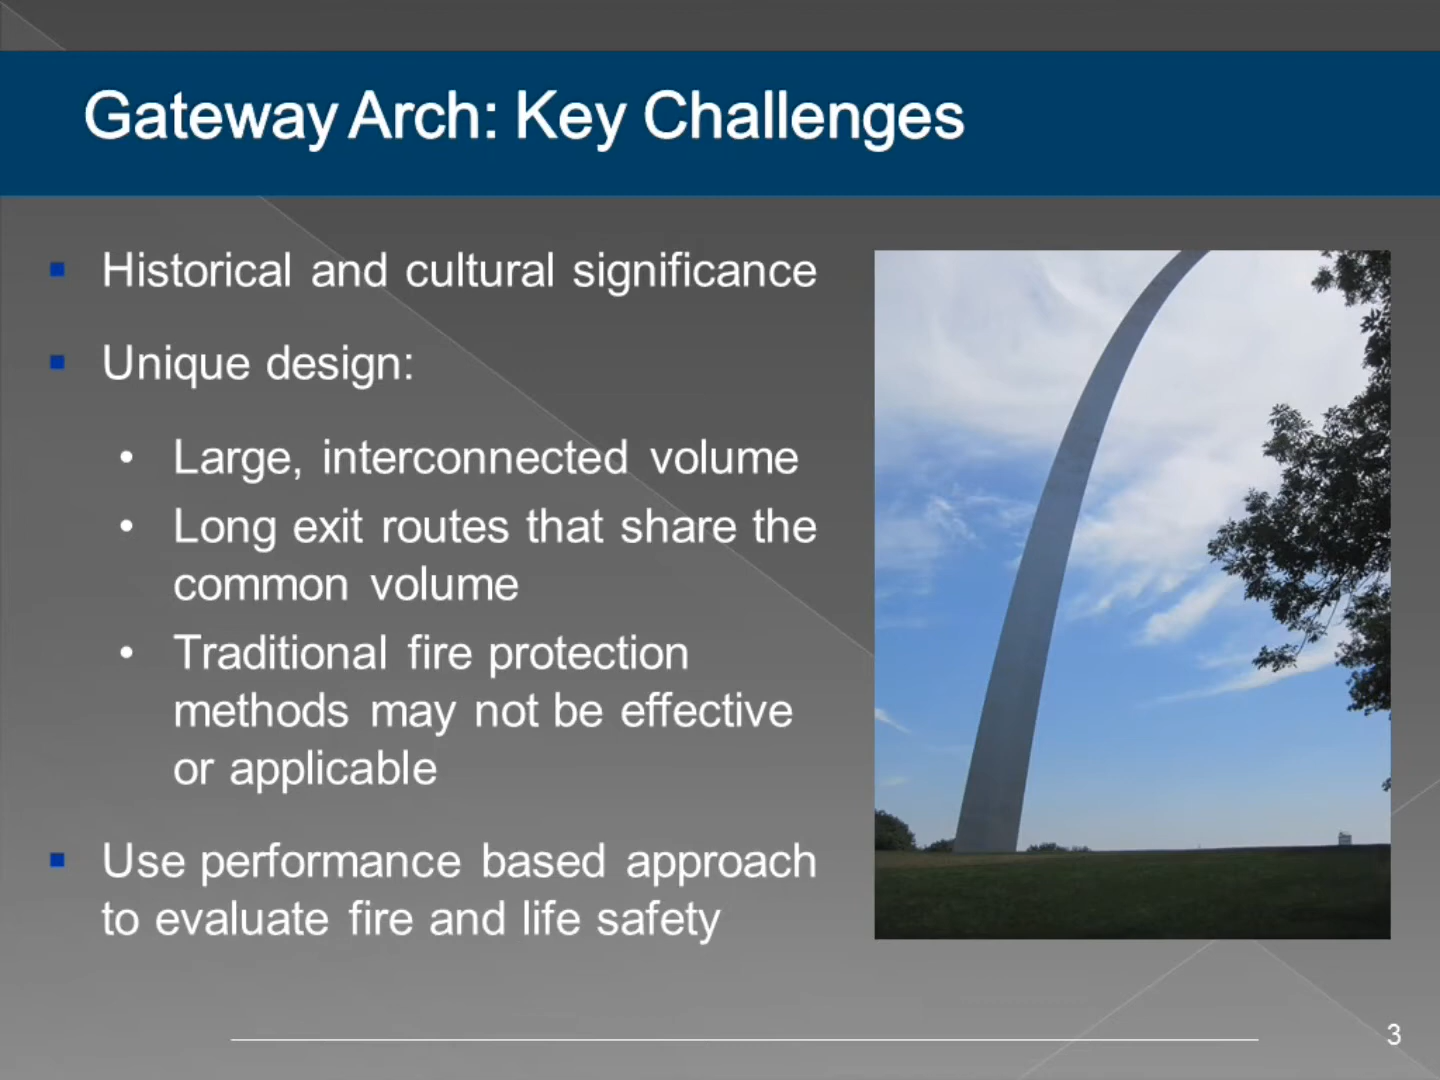 Gateway Arch: Key Challenges
▪ Historical and cultural significance
▪ Unique design:
• Large, interconnected volume
• Long exit routes that share the
common volume
• Traditional fire protection
methods may not be effective
or applicable
▪ Use performance based approach
to evaluate fire and life safety
3